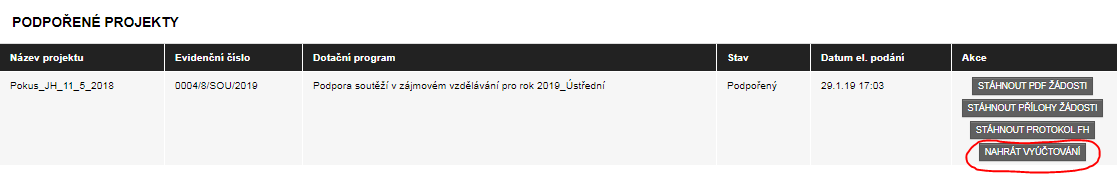 PODPOŘENÉ PROJEKTY
Název projektu Evidenční číslo Dotační program Stav Datum el. podání Akce
Pokus_JH_11_5_2018 0004/8/SOU/2019 Podpora soutěží v zájmovém vzdělávání pro rok 2019_Ústřední Podpořený 29.1.19 17:03 STÁHNOUT PDF ŽÁDOSTI
STÁHNOUT PŘÍLOHY ŽÁDOSTI
STÁHNOUT PROTOKOL FH
NAHRÁT VYÚČTOVÁNÍ